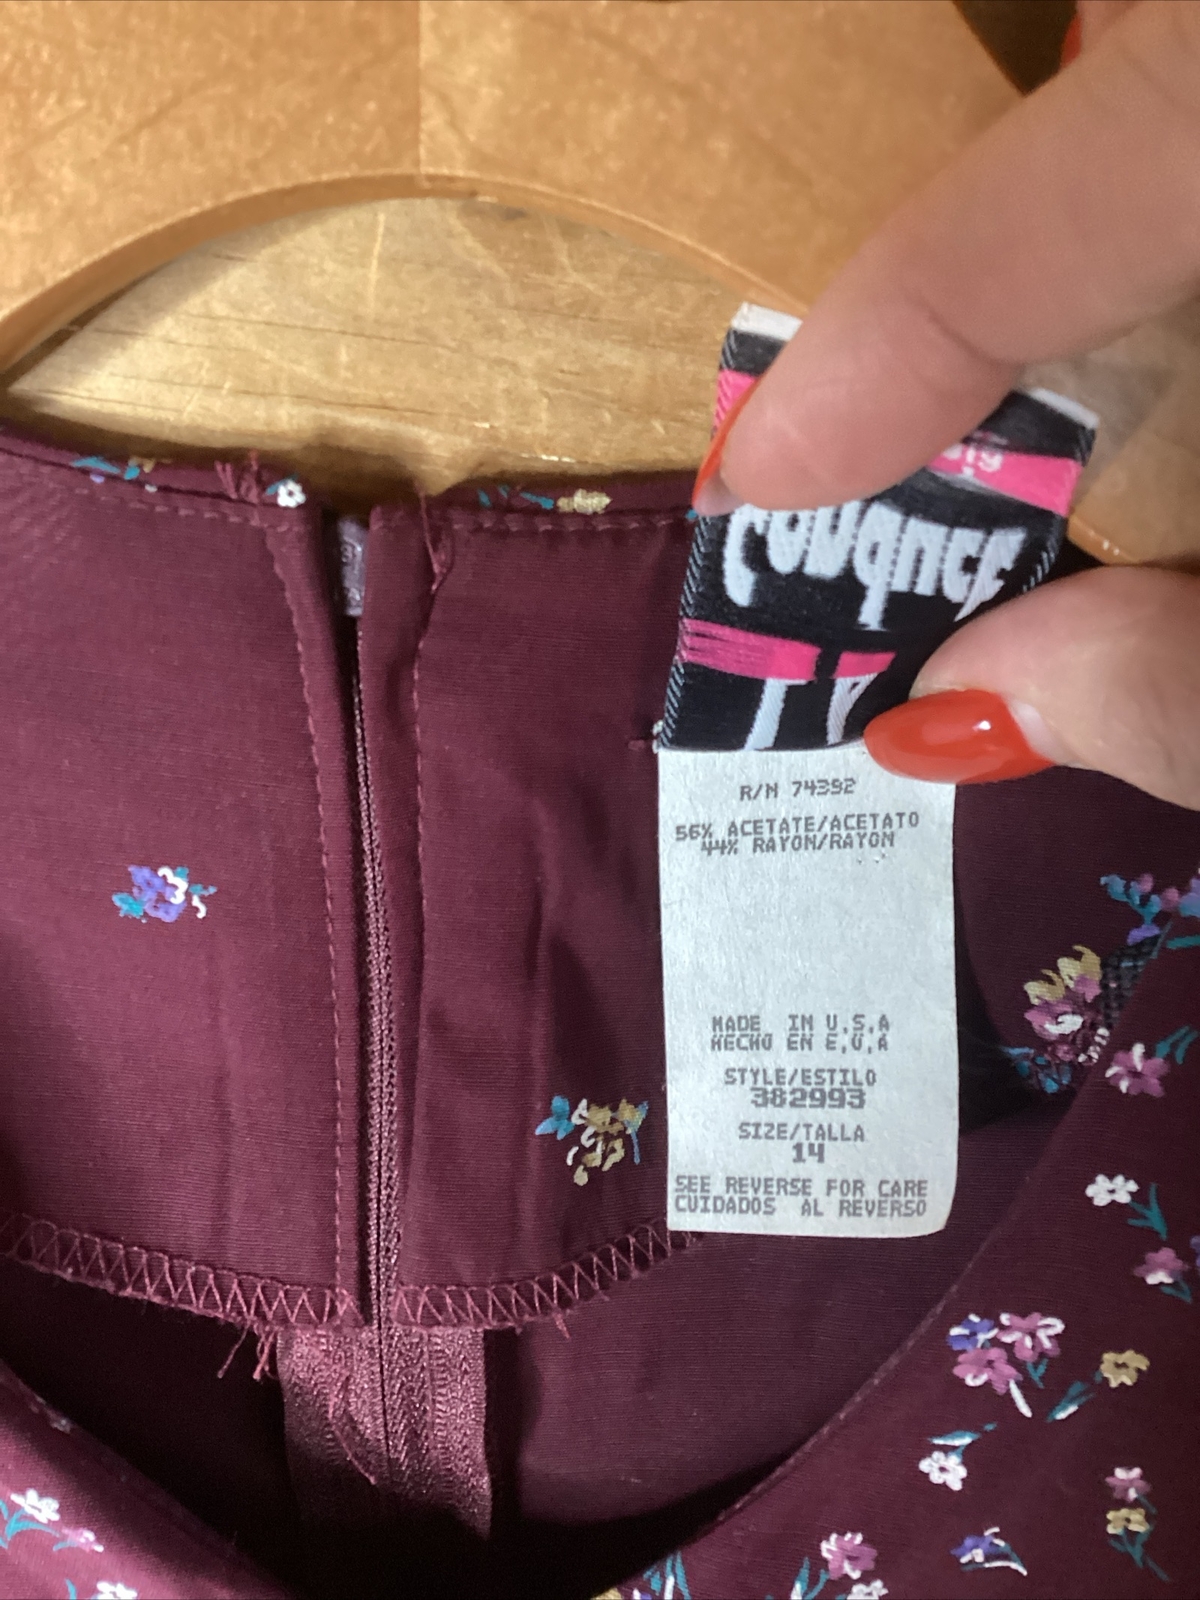 R/N 74392
56% ACETATE/ACETATO
44% RAYON/RAYON
MADE IN U.S.A
HECHO EN E.U.A
STYLE/ESTILO
382993
SIZE/TALLA
14
SEE REVERSE FOR CARE
CUIDADOS AL REVERSO